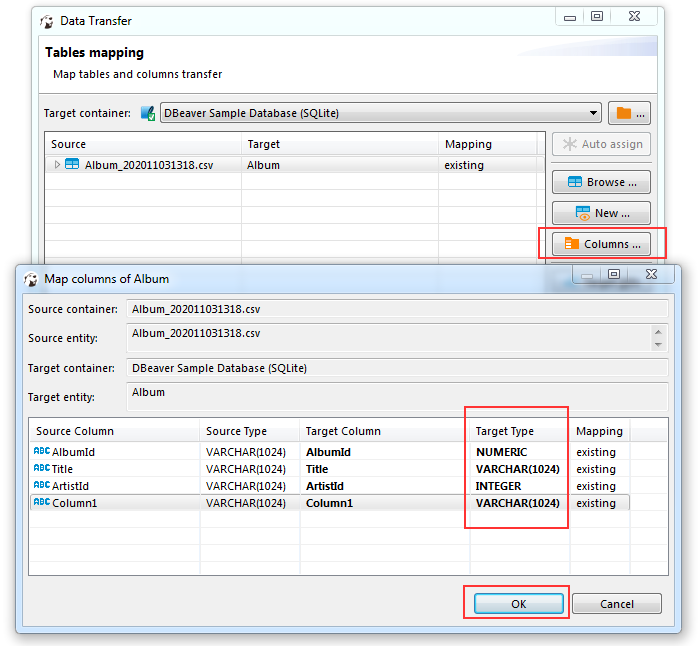 Data Transfer
Tables mapping
Map tables and columns transfer
Target container: DBeaver Sample Database (SQLite) ...
Source Target Mapping
Album_202011031318.csv Album existing
Auto assign
Browse ...
New ...
Columns ...
Map columns of Album
Source container: Album_202011031318.csv
Source entity: Album_202011031318.csv
Target container: DBeaver Sample Database (SQLite)
Target entity: Album
Source Column Source Type Target Column Target Type Mapping
ABC AlbumId VARCHAR(1024) AlbumId NUMERIC existing
ABC Title VARCHAR(1024) Title VARCHAR(1024) existing
ABC ArtistId VARCHAR(1024) ArtistId INTEGER existing
ABC Column1 VARCHAR(1024) Column1 VARCHAR(1024) existing
OK Cancel